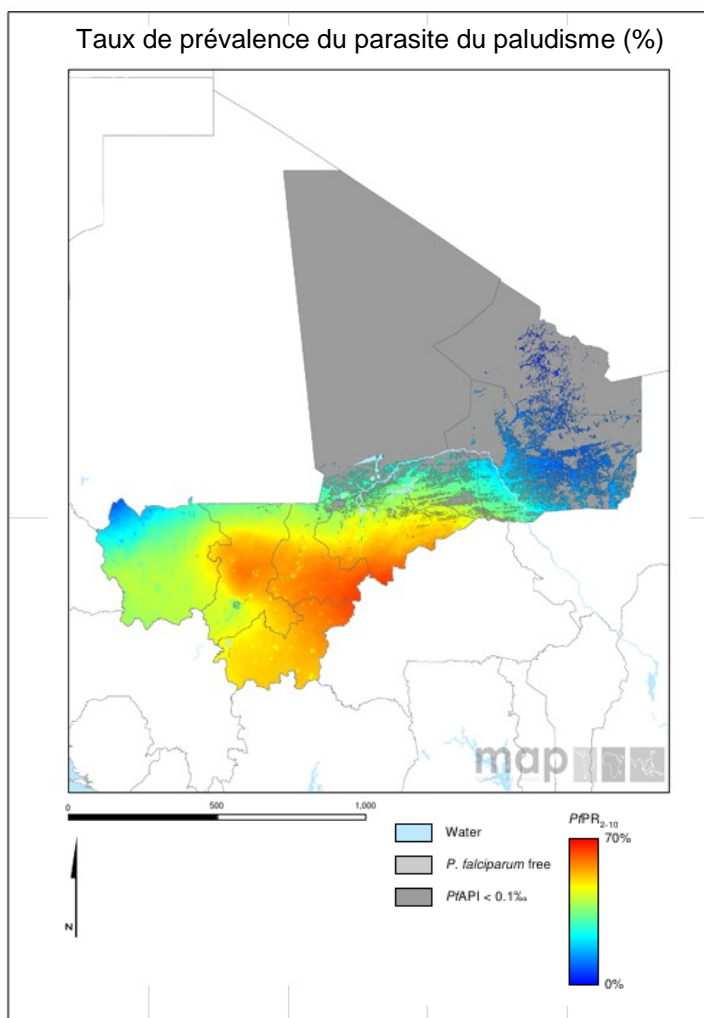 Taux de prévalence du parasite du paludisme (%)
map
0 500 1,000
N
Water
P. falciparum free
PfAPI < 0.1‰
PfPR2-10
70%
0%